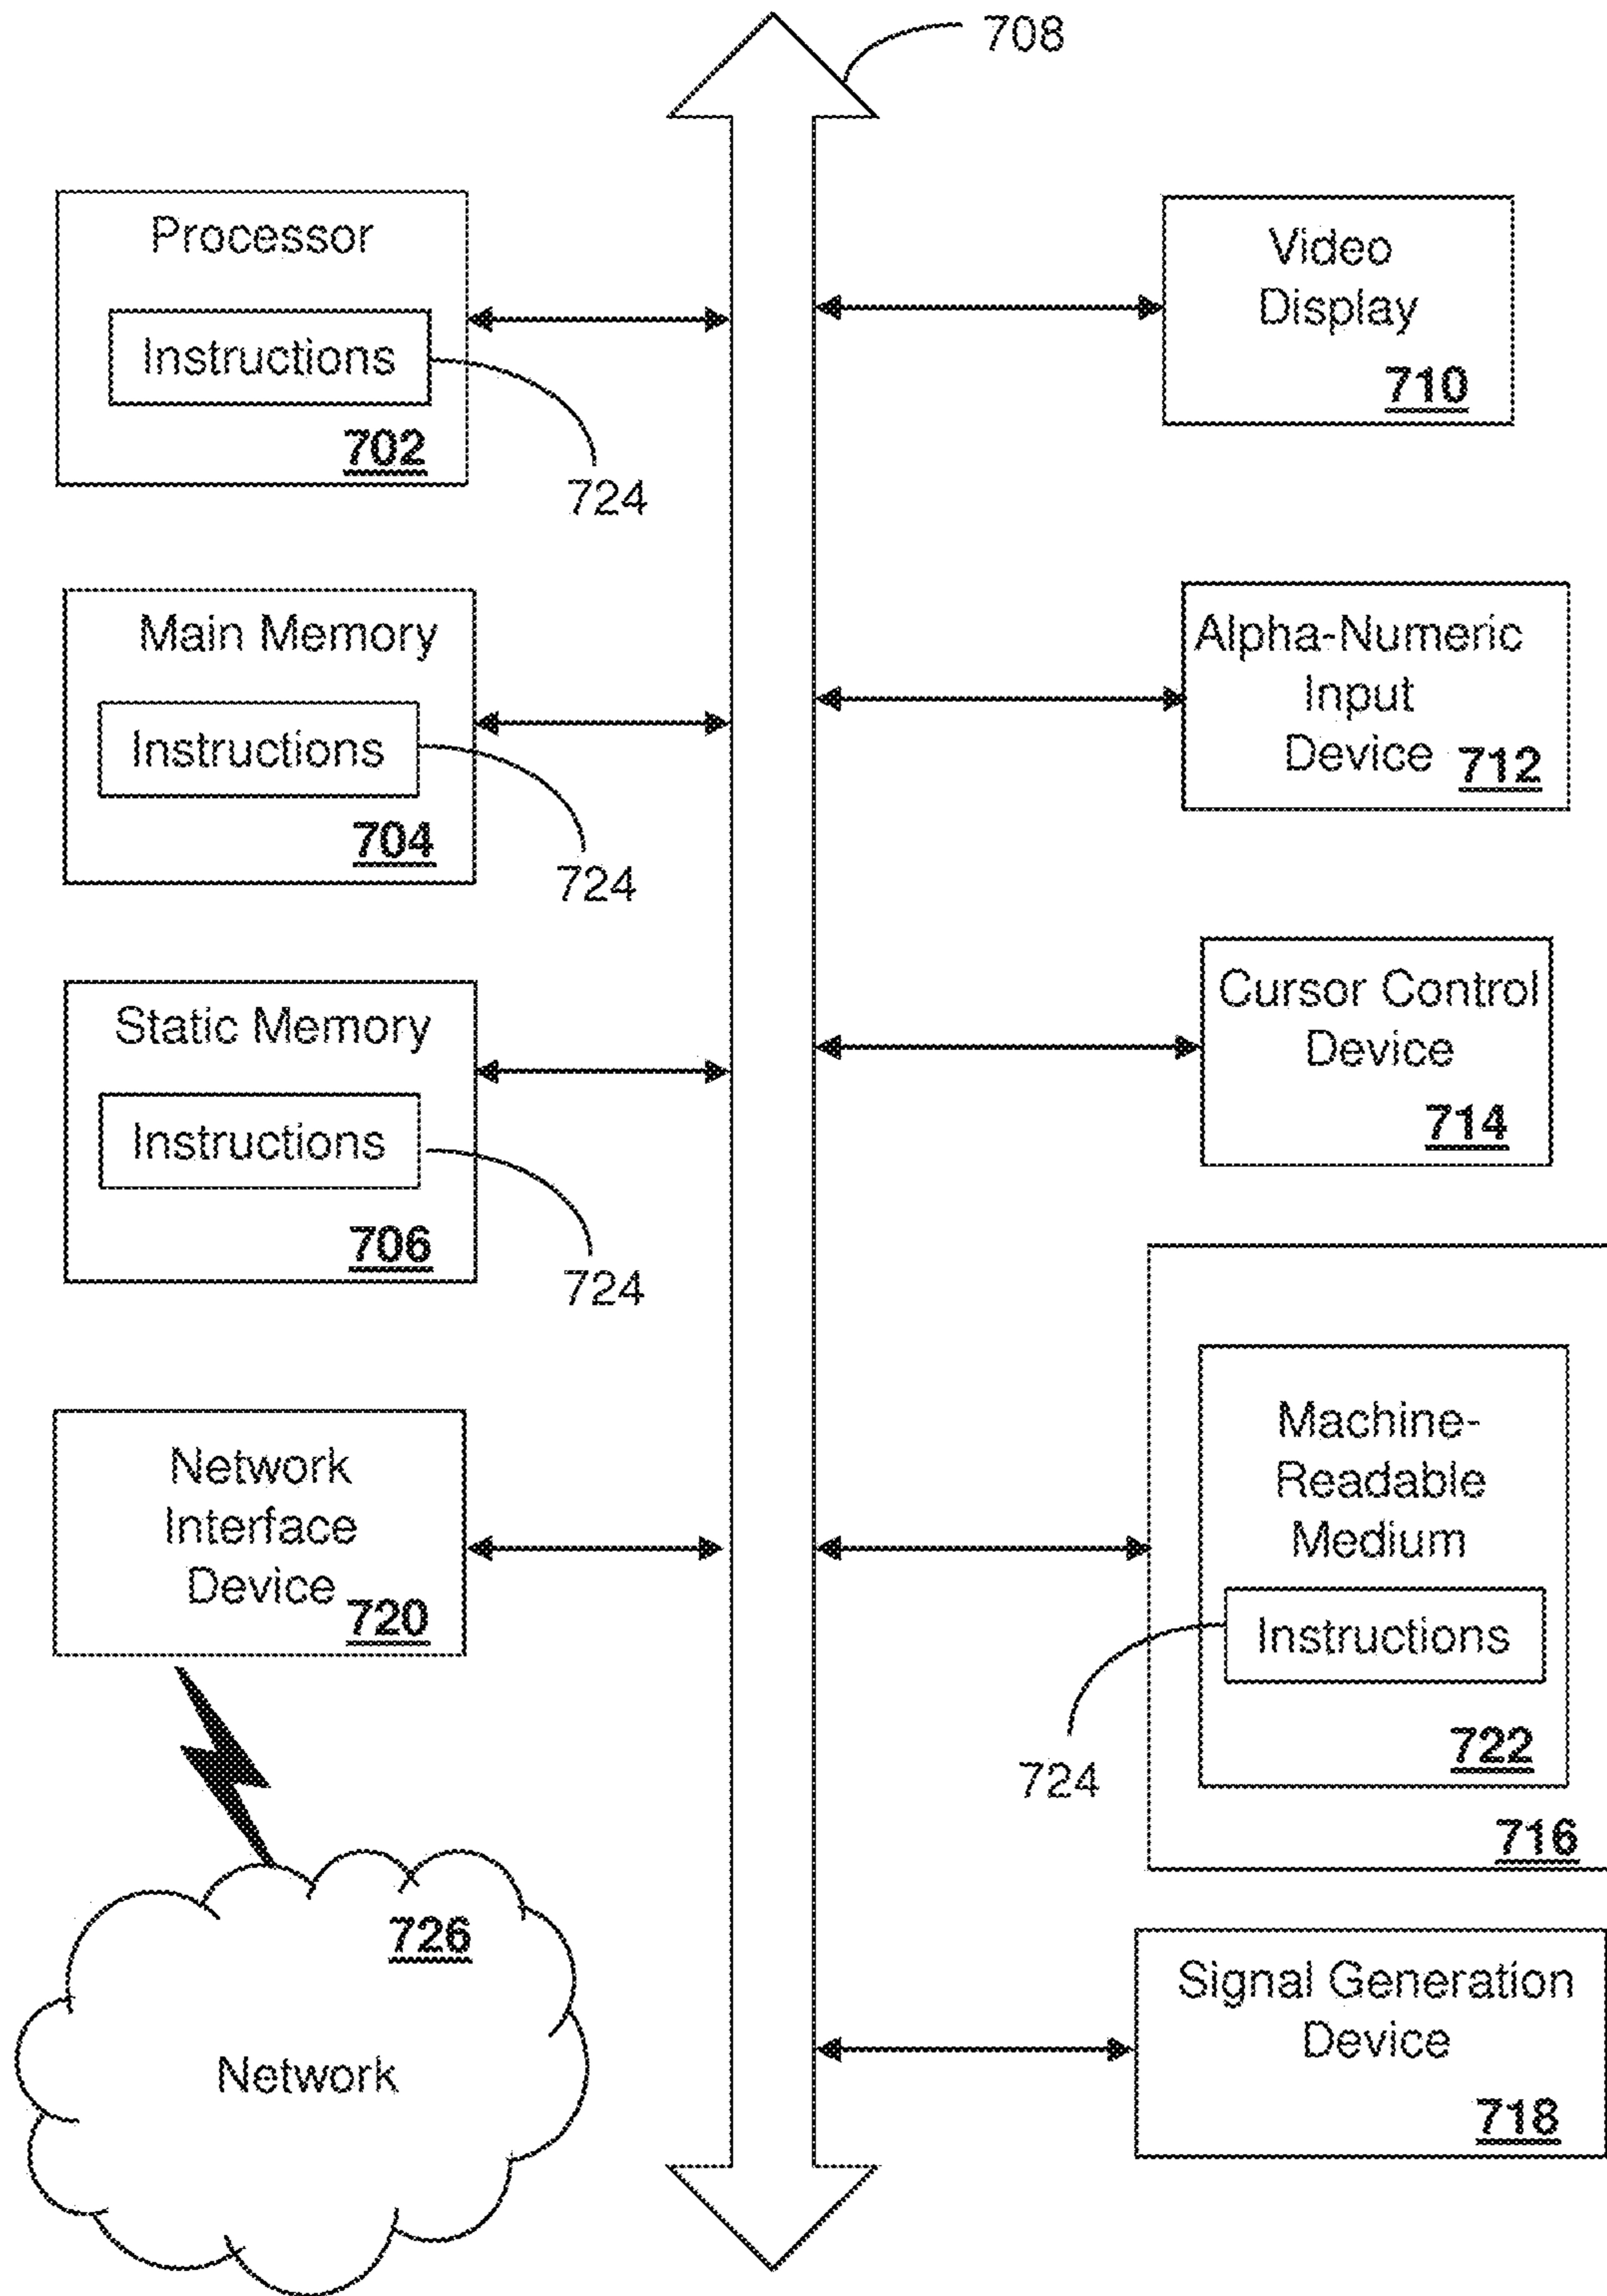 708
Processor
Instructions
702
724
Main Memory
Instructions
704
724
Static Memory
Instructions
706
724
Network
Interface
Device
720
726
Network
Video
Display
710
Alpha-Numeric
Input
Device
712
Cursor Control
Device
714
Machine-
Readable
Medium
Instructions
724
722
716
Signal Generation
Device
718